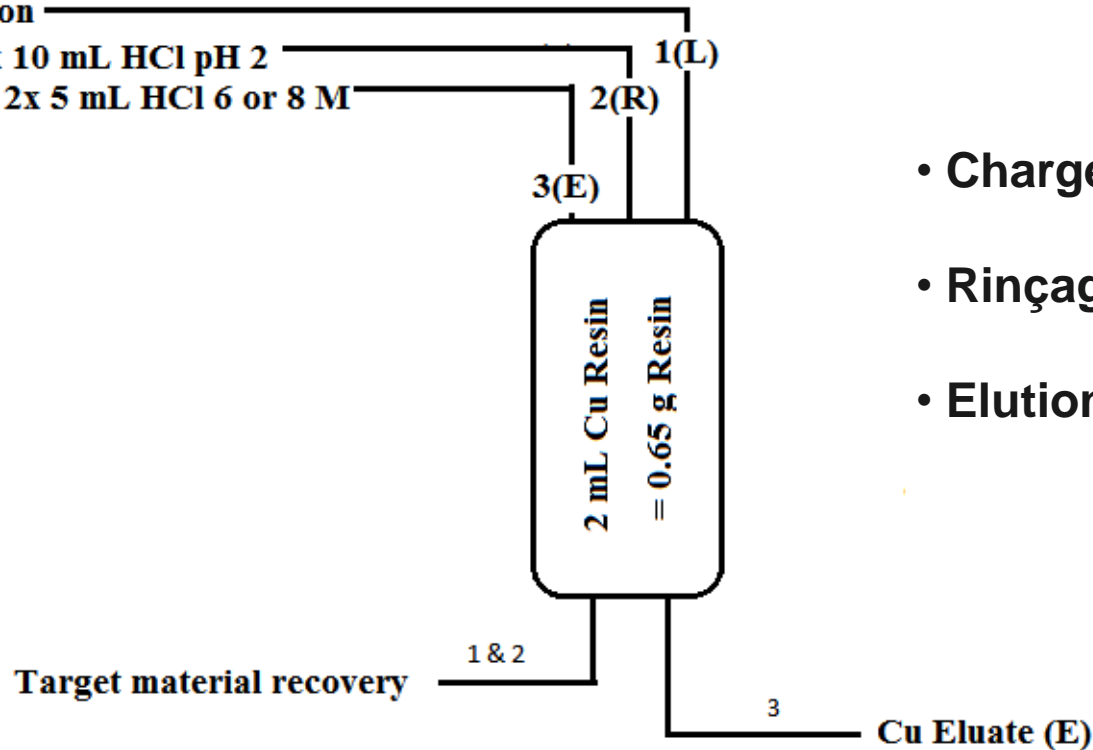 on
10 mL HCl pH 2
2x 5 mL HCl 6 or 8 M
1(L)
2(R)
3(E)
2 mL Cu Resin
= 0.65 g Resin
1 & 2
Target material recovery
3
Cu Eluate (E)
• Charge
• Rinçag
• Elution